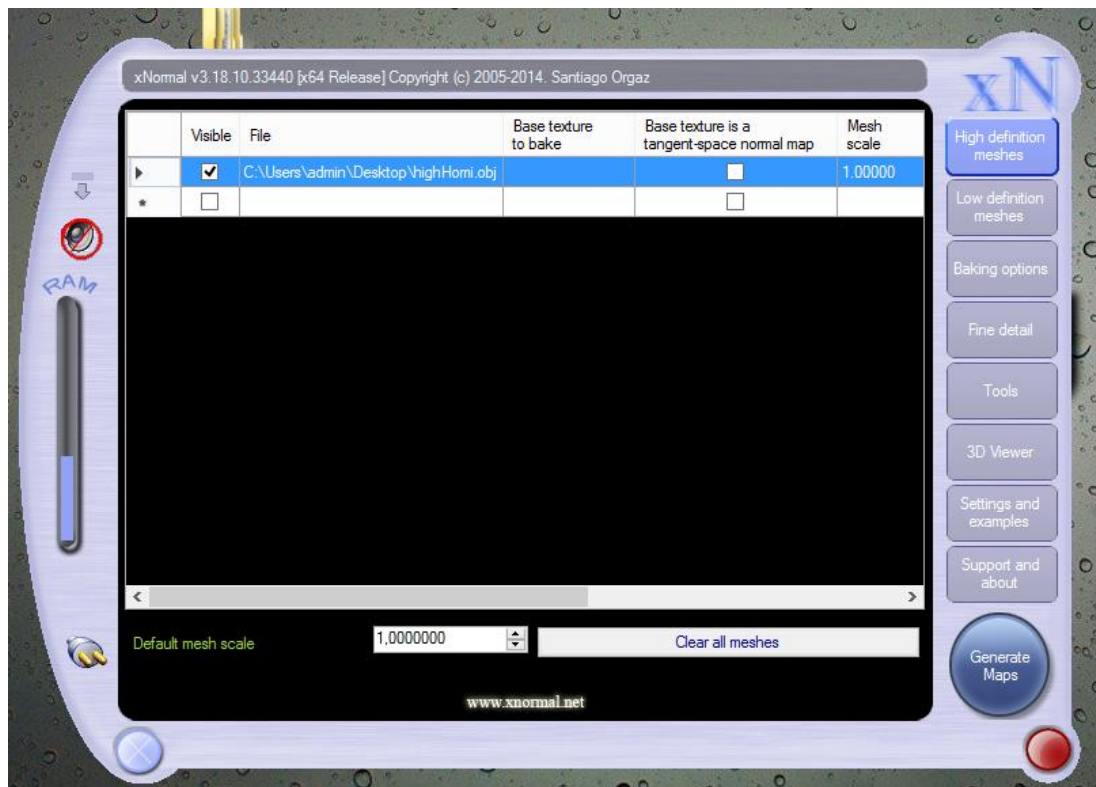 xNormal v3.18.10.33440 [x64 Release] Copyright (c) 2005-2014. Santiago Orgaz
xN
Visible File Base texture to bake Base texture is a tangent-space normal map Mesh scale
C:\Users\admin\Desktop\highHomi.obj 1.00000
RAM
High definition
meshes
Low definition
meshes
Baking options
Fine detail
Tools
3D Viewer
Settings and
examples
Support and
about
Default mesh scale 1,0000000 Clear all meshes
Generate
Maps
www.xnormal.net